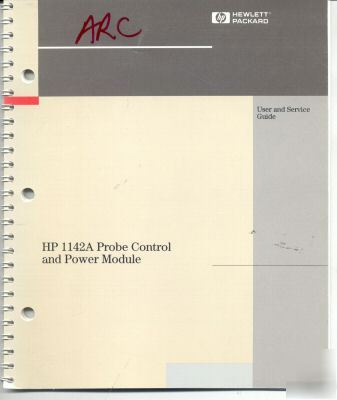 ARC
HEWLETT
PACKARD
User and Service
Guide
HP 1142A Probe Control
and Power Module